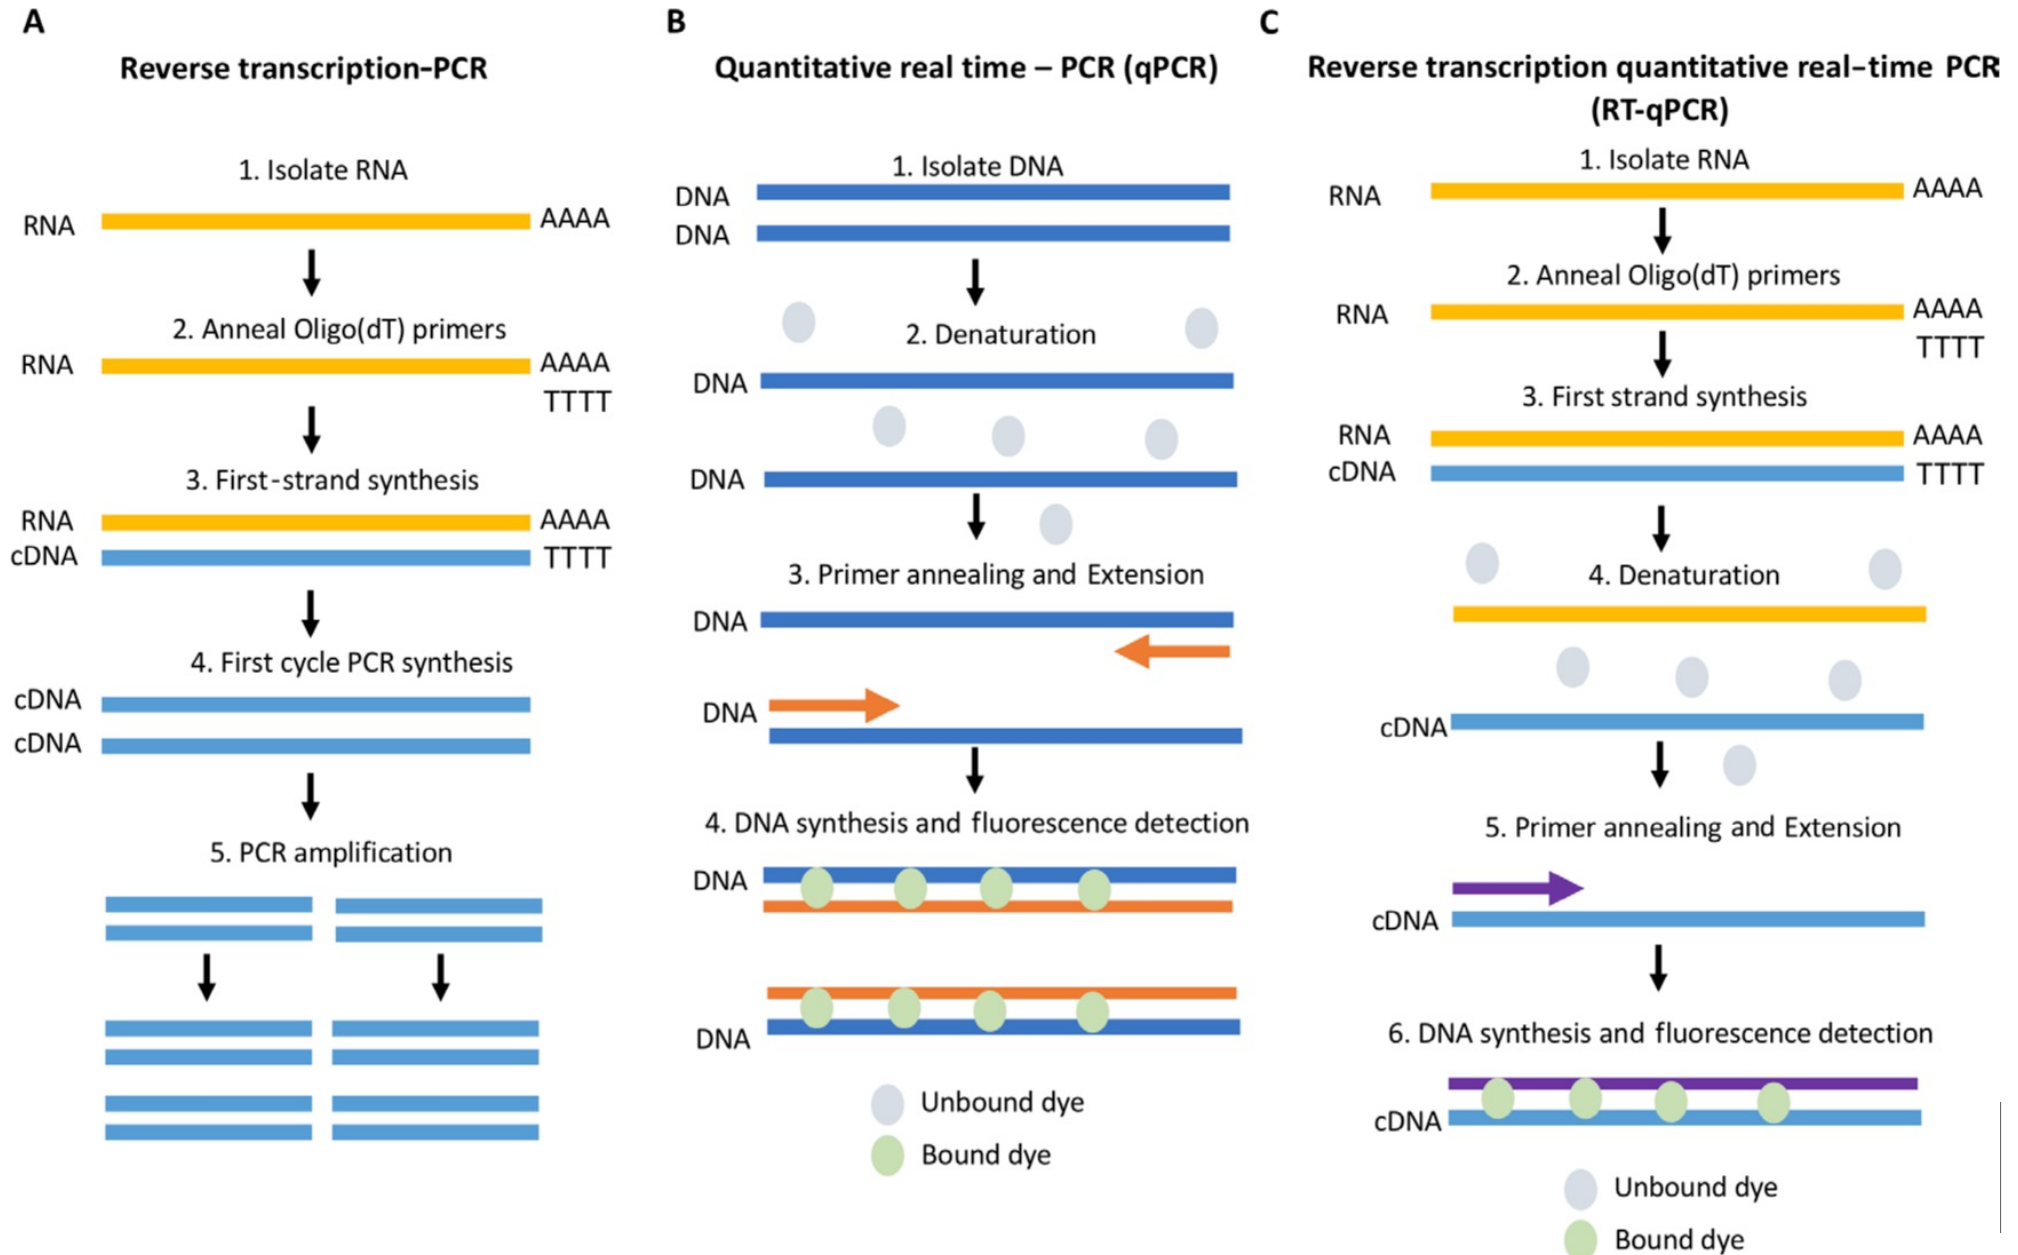 A
Reverse transcription-PCR
1. Isolate RNA
RNA
AAAA
2. Anneal Oligo(dT) primers
RNA
AAAA
TTTT
3. First-strand synthesis
RNA
AAAA
cDNA
TTTT
4. First cycle PCR synthesis
cDNA
cDNA
5. PCR amplification
B
Quantitative real time – PCR (qPCR)
1. Isolate DNA
DNA
DNA
2. Denaturation
DNA
DNA
3. Primer annealing and Extension
DNA
DNA
4. DNA synthesis and fluorescence detection
DNA
DNA
Unbound dye
Bound dye
C
Reverse transcription quantitative real-time PCR
(RT-qPCR)
1. Isolate RNA
RNA
AAAA
2. Anneal Oligo(dT) primers
RNA
AAAA
TTTT
3. First strand synthesis
RNA
AAAA
cDNA
TTTT
4. Denaturation
cDNA
5. Primer annealing and Extension
cDNA
6. DNA synthesis and fluorescence detection
cDNA
Unbound dye
Bound dye